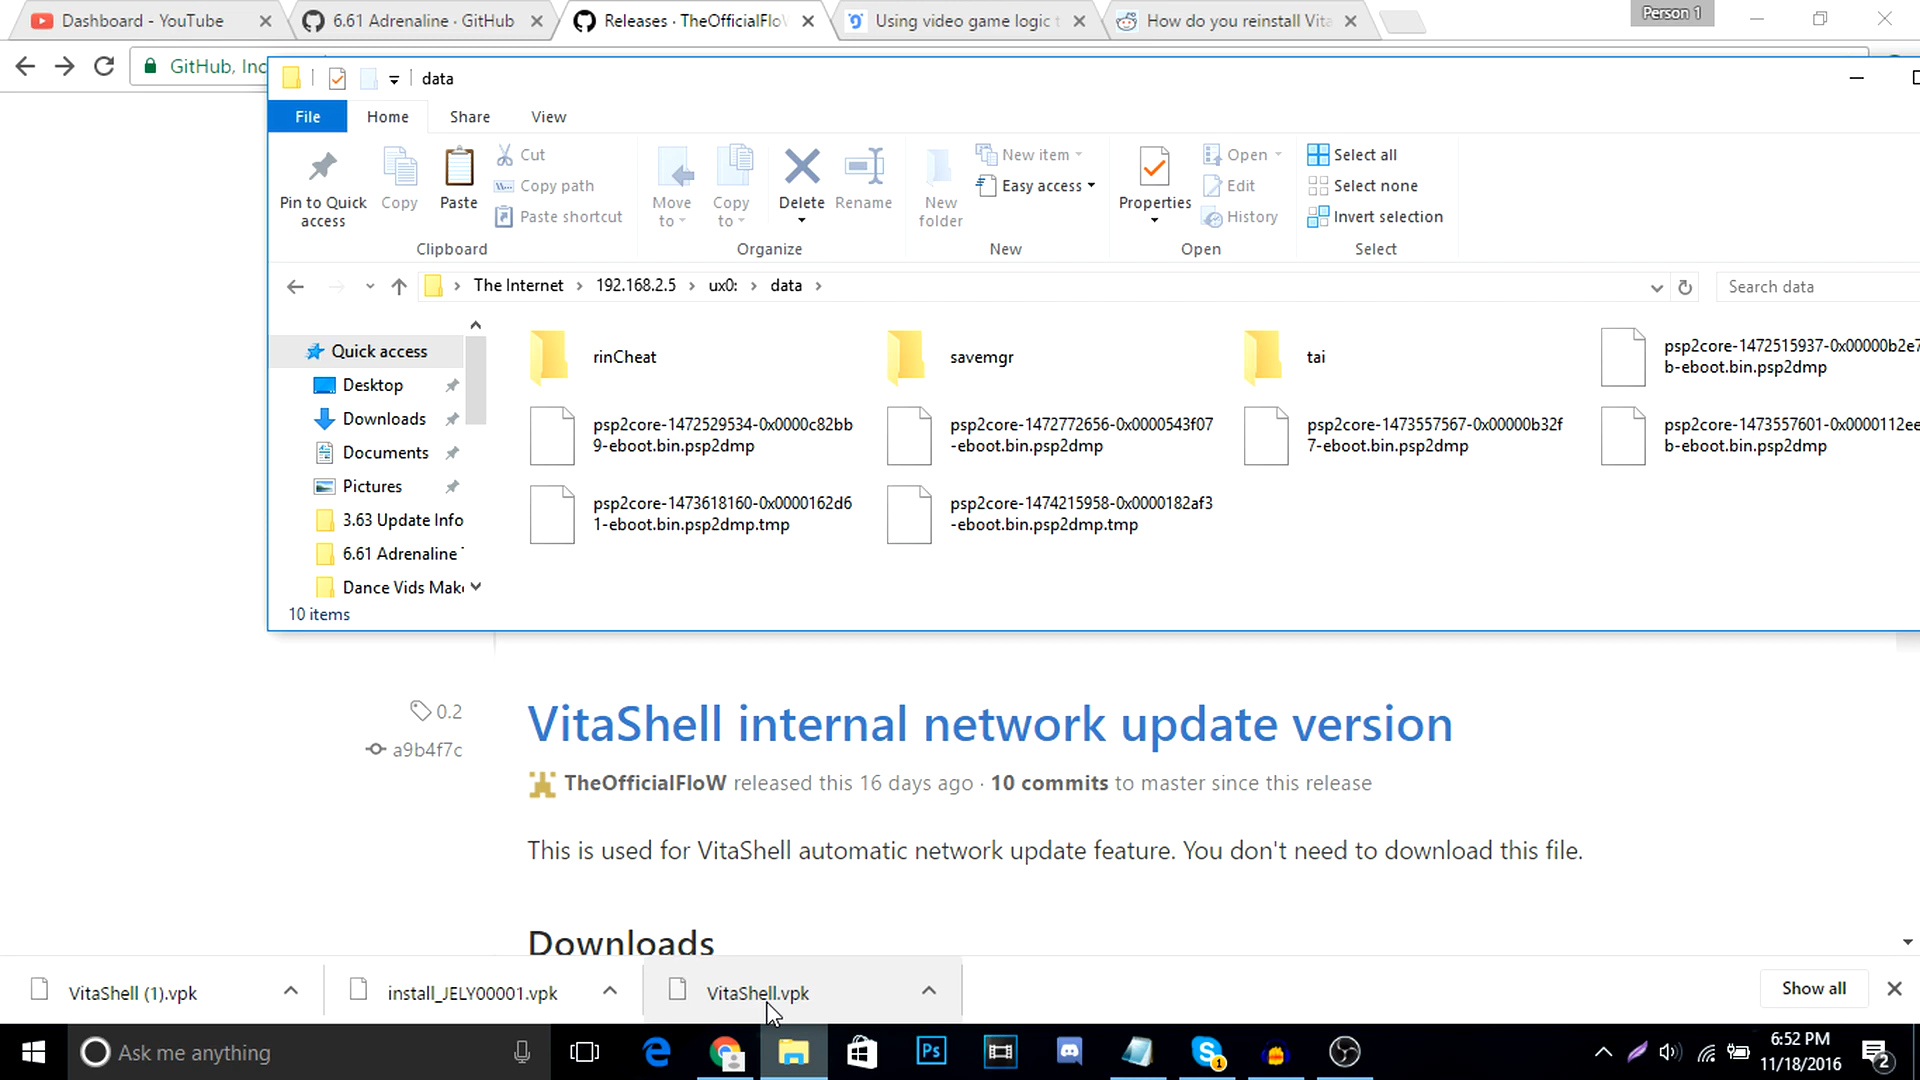 Dashboard - YouTube
6.61 Adrenaline · GitHub
Releases · TheOfficialFlo
Using video game logic t
How do you reinstall Vita
Person 1
GitHub, Inc
data
File
Home
Share
View
Pin to Quick
access
Copy
Paste
Cut
Copy path
Paste shortcut
Clipboard
Move
to
Copy
to
Delete
Rename
Organize
New
folder
New item
Easy access
New
Properties
Open
Edit
History
Open
Select all
Select none
Invert selection
Select
The Internet
192.168.2.5
ux0:
data
Search data
Quick access
Desktop
Downloads
Documents
Pictures
3.63 Update Info
6.61 Adrenaline
Dance Vids Mak
rinCheat
savemgr
tai
psp2core-1472515937-0x00000b2e7
b-eboot.bin.psp2dmp
psp2core-1472529534-0x0000c82bb
9-eboot.bin.psp2dmp
psp2core-1472772656-0x0000543f07
-eboot.bin.psp2dmp
psp2core-1473557567-0x00000b32f
7-eboot.bin.psp2dmp
psp2core-1473557601-0x0000112ee
b-eboot.bin.psp2dmp
psp2core-1473618160-0x0000162d6
1-eboot.bin.psp2dmp.tmp
psp2core-1474215958-0x0000182af3
-eboot.bin.psp2dmp.tmp
10 items
0.2
a9b4f7c
VitaShell internal network update version
TheOfficialFloW released this 16 days ago · 10 commits to master since this release
This is used for VitaShell automatic network update feature. You don't need to download this file.
Downloads
VitaShell (1).vpk
install_JELY00001.vpk
VitaShell.vpk
Show all
Ask me anything
Ps
1
6:52 PM
11/18/2016
2